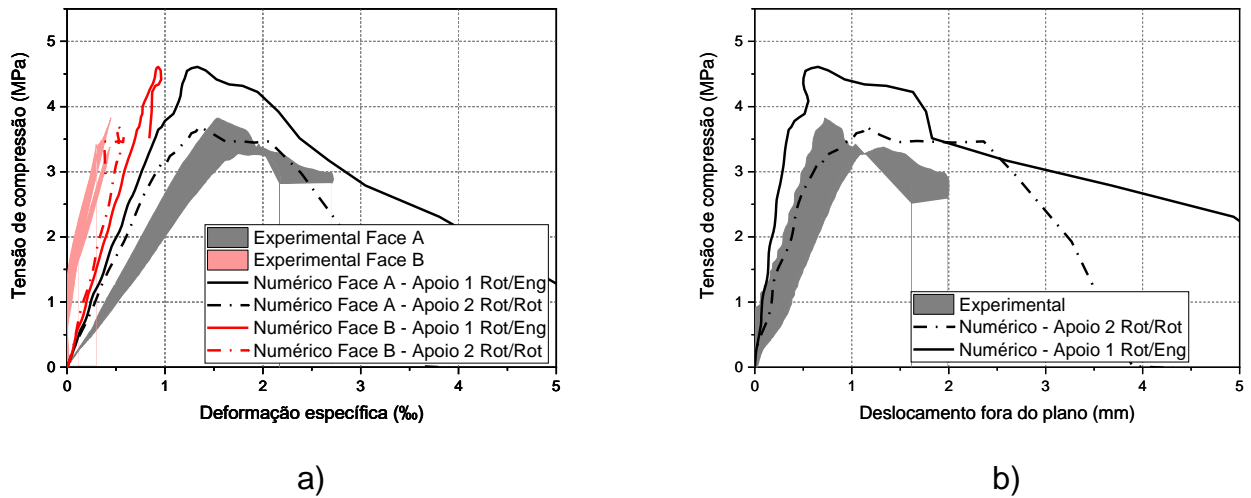 Tensão de compressão (MPa)
5
4
3
2
1
0
Experimental Face A
Experimental Face B
Numérico Face A - Apoio 1 Rot/Eng
Numérico Face A - Apoio 2 Rot/Rot
Numérico Face B - Apoio 1 Rot/Eng
Numérico Face B - Apoio 2 Rot/Rot
0 1 2 3 4 5
Deformação específica (‰)
a)
Tensão de compressão (MPa)
5
4
3
2
1
0
Experimental
Numérico - Apoio 2 Rot/Rot
Numérico - Apoio 1 Rot/Eng
0 1 2 3 4 5
Deslocamento fora do plano (mm)
b)